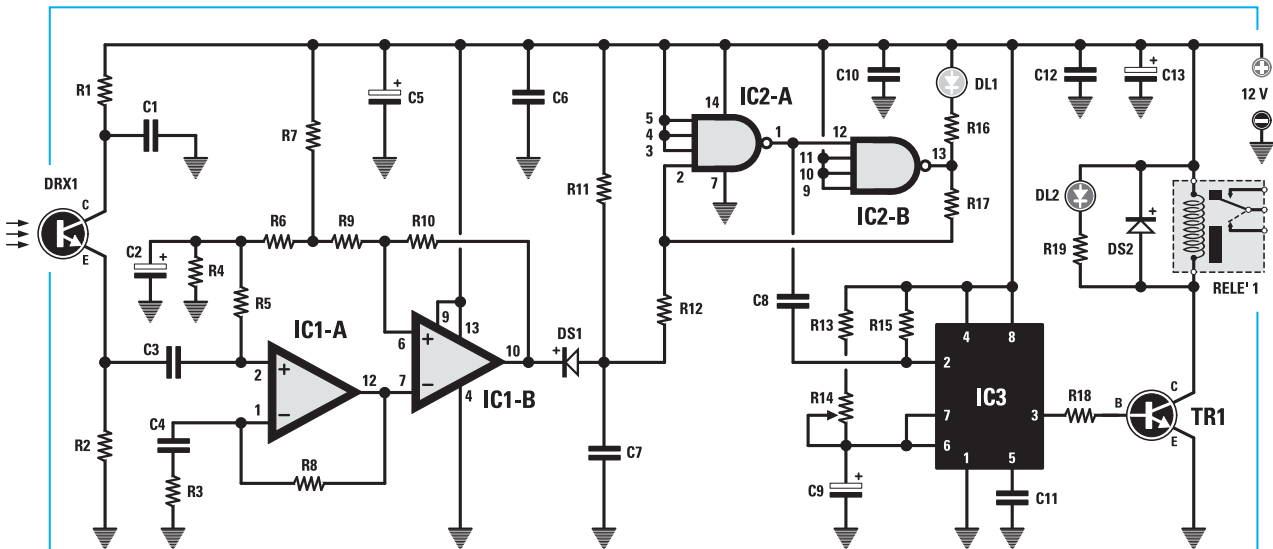 R1
C1
DRX1
C
E
R2
C2
+
R4
R5
R6
R7
R9
R10
C3
C4
R3
R8
IC1-A
2
+
1
−
12
C5
+
C6
6
+
7
−
9
13
10
4
IC1-B
DS1
+
R11
C7
R12
IC2-A
14
5
4
3
2
1
7
C10
12
11
10
9
13
IC2-B
DL1
R16
R17
C8
R13
R15
R14
C9
+
IC3
4
8
2
7
6
3
1
5
C11
R18
B
C
E
TR1
C12
C13
+
12 V
DL2
R19
DS2
+
RELE' 1